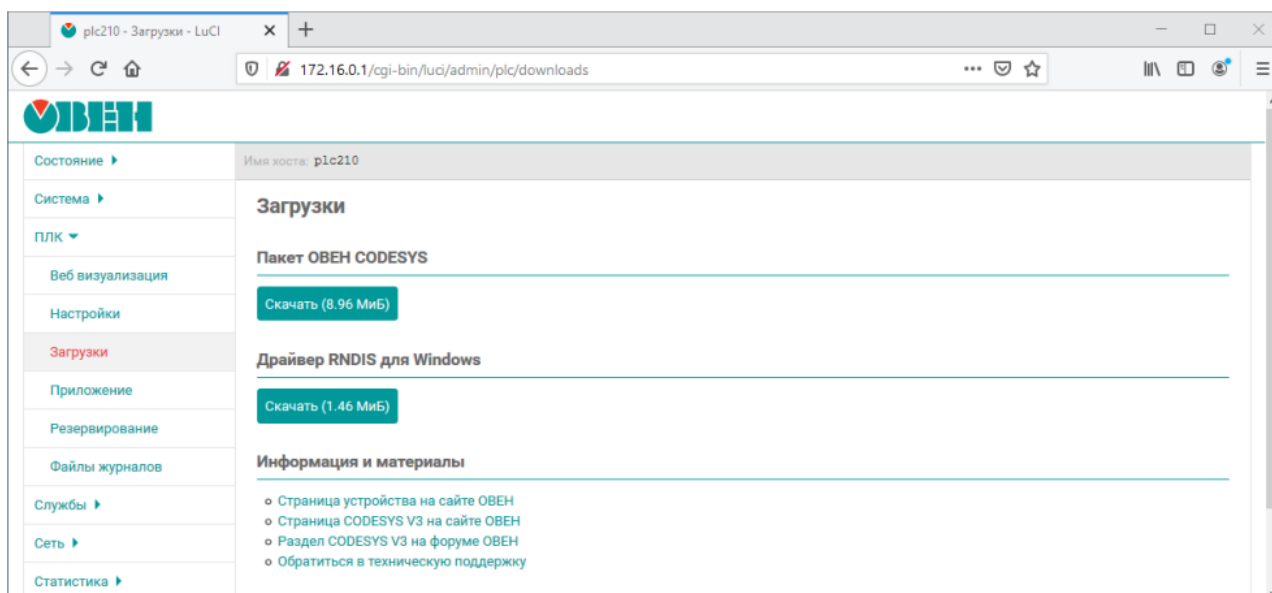 plc210 - Загрузки - LuCI
172.16.0.1/cgi-bin/luci/admin/plc/downloads
ОВЕН
Состояние
Имя хоста: plc210
Система
Загрузки
ПЛК
Пакет ОВЕН CODESYS
Веб визуализация
Скачать (8.96 МиБ)
Настройки
Загрузки
Драйвер RNDIS для Windows
Приложение
Скачать (1.46 МиБ)
Резервирование
Информация и материалы
Файлы журналов
Страница устройства на сайте ОВЕН
Службы
Страница CODESYS V3 на сайте ОВЕН
Раздел CODESYS V3 на форуме ОВЕН
Сеть
Обратиться в техническую поддержку
Статистика